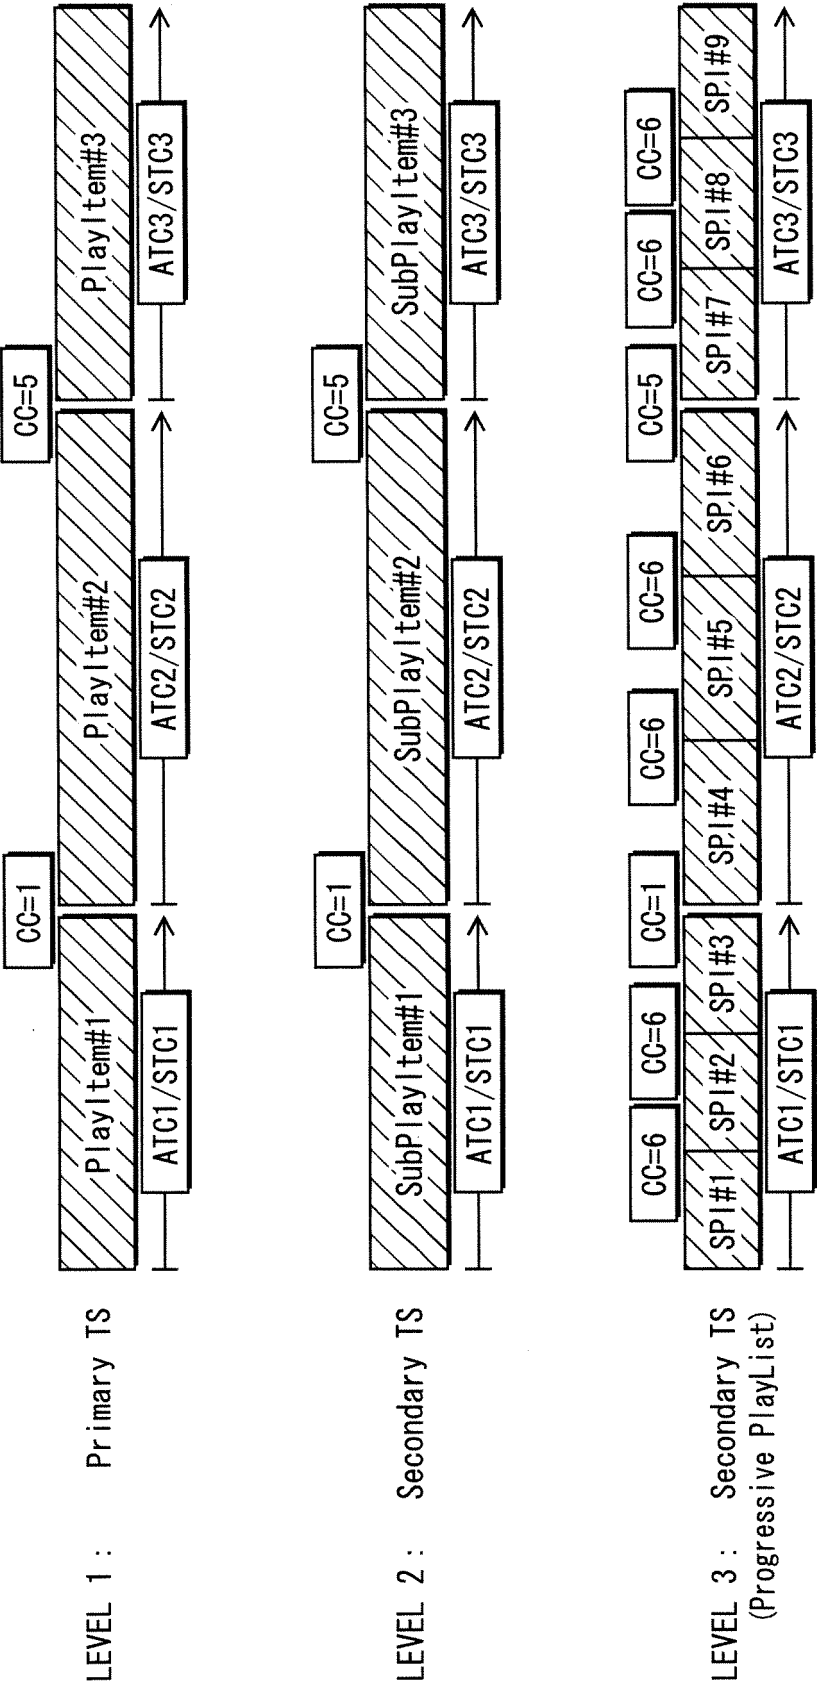 LEVEL 1 : Primary TS
CC=1
CC=5
PlayItem#1
PlayItem#2
PlayItem#3
ATC1/STC1
ATC2/STC2
ATC3/STC3
LEVEL 2 : Secondary TS
CC=1
CC=5
SubPlayItem#1
SubPlayItem#2
SubPlayItem#3
ATC1/STC1
ATC2/STC2
ATC3/STC3
LEVEL 3 : Secondary TS
(Progressive PlayList)
CC=6
CC=6
CC=1
CC=6
CC=6
CC=5
CC=6
CC=6
SPI#1
SPI#2
SPI#3
SPI#4
SPI#5
SPI#6
SPI#7
SPI#8
SPI#9
ATC1/STC1
ATC2/STC2
ATC3/STC3